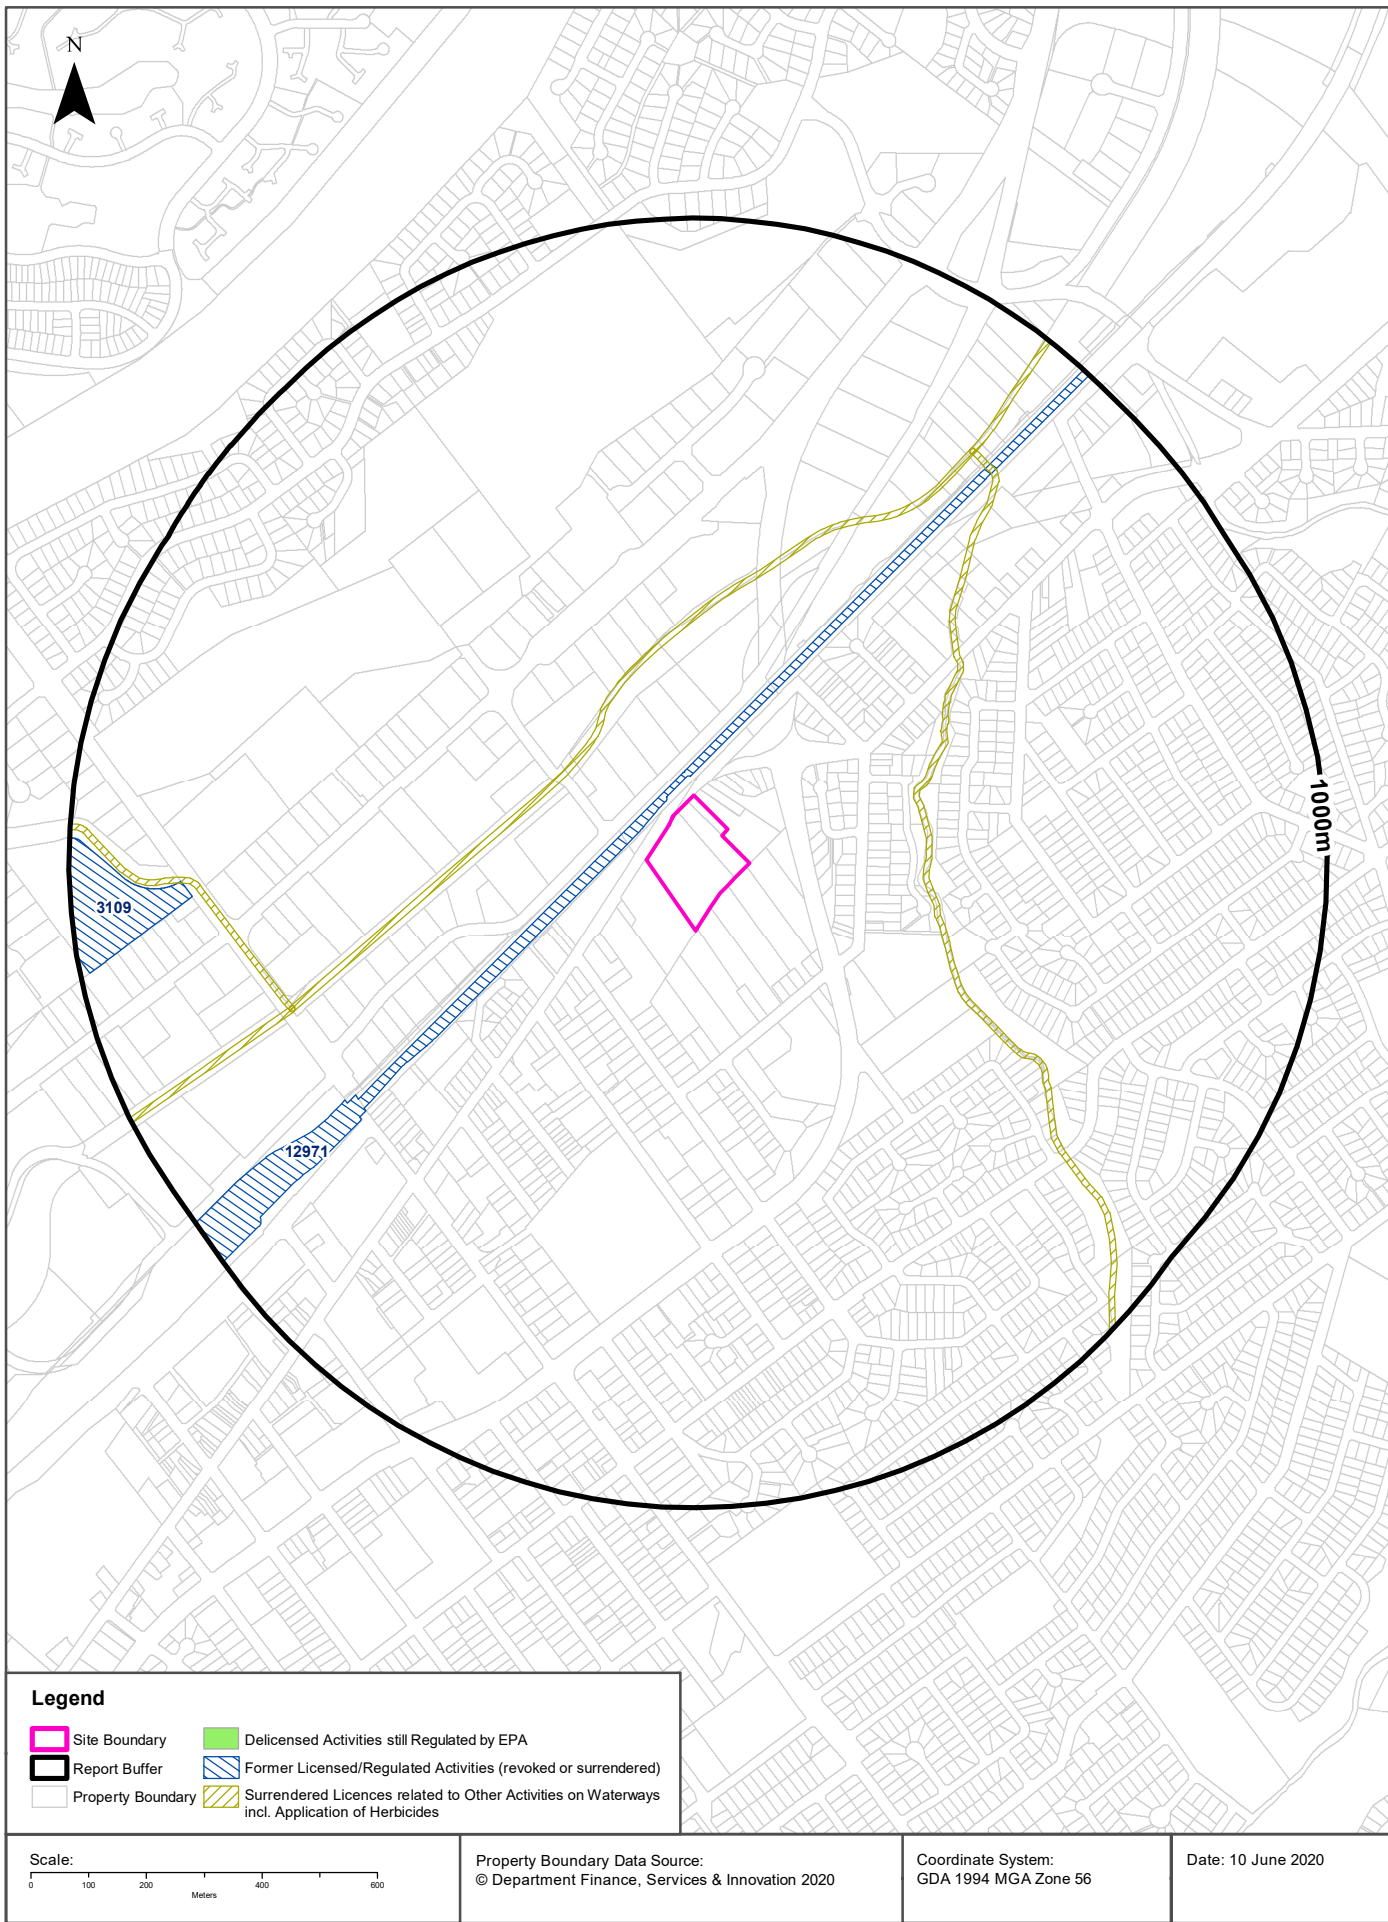 N
1000m
3109
12971
Legend
Site Boundary
Report Buffer
Property Boundary
Delicensed Activities still Regulated by EPA
Former Licensed/Regulated Activities (revoked or surrendered)
Surrendered Licences related to Other Activities on Waterways
incl. Application of Herbicides
Scale:
0 100 200 400 600
Meters
Property Boundary Data Source:
© Department Finance, Services & Innovation 2020
Coordinate System:
GDA 1994 MGA Zone 56
Date: 10 June 2020